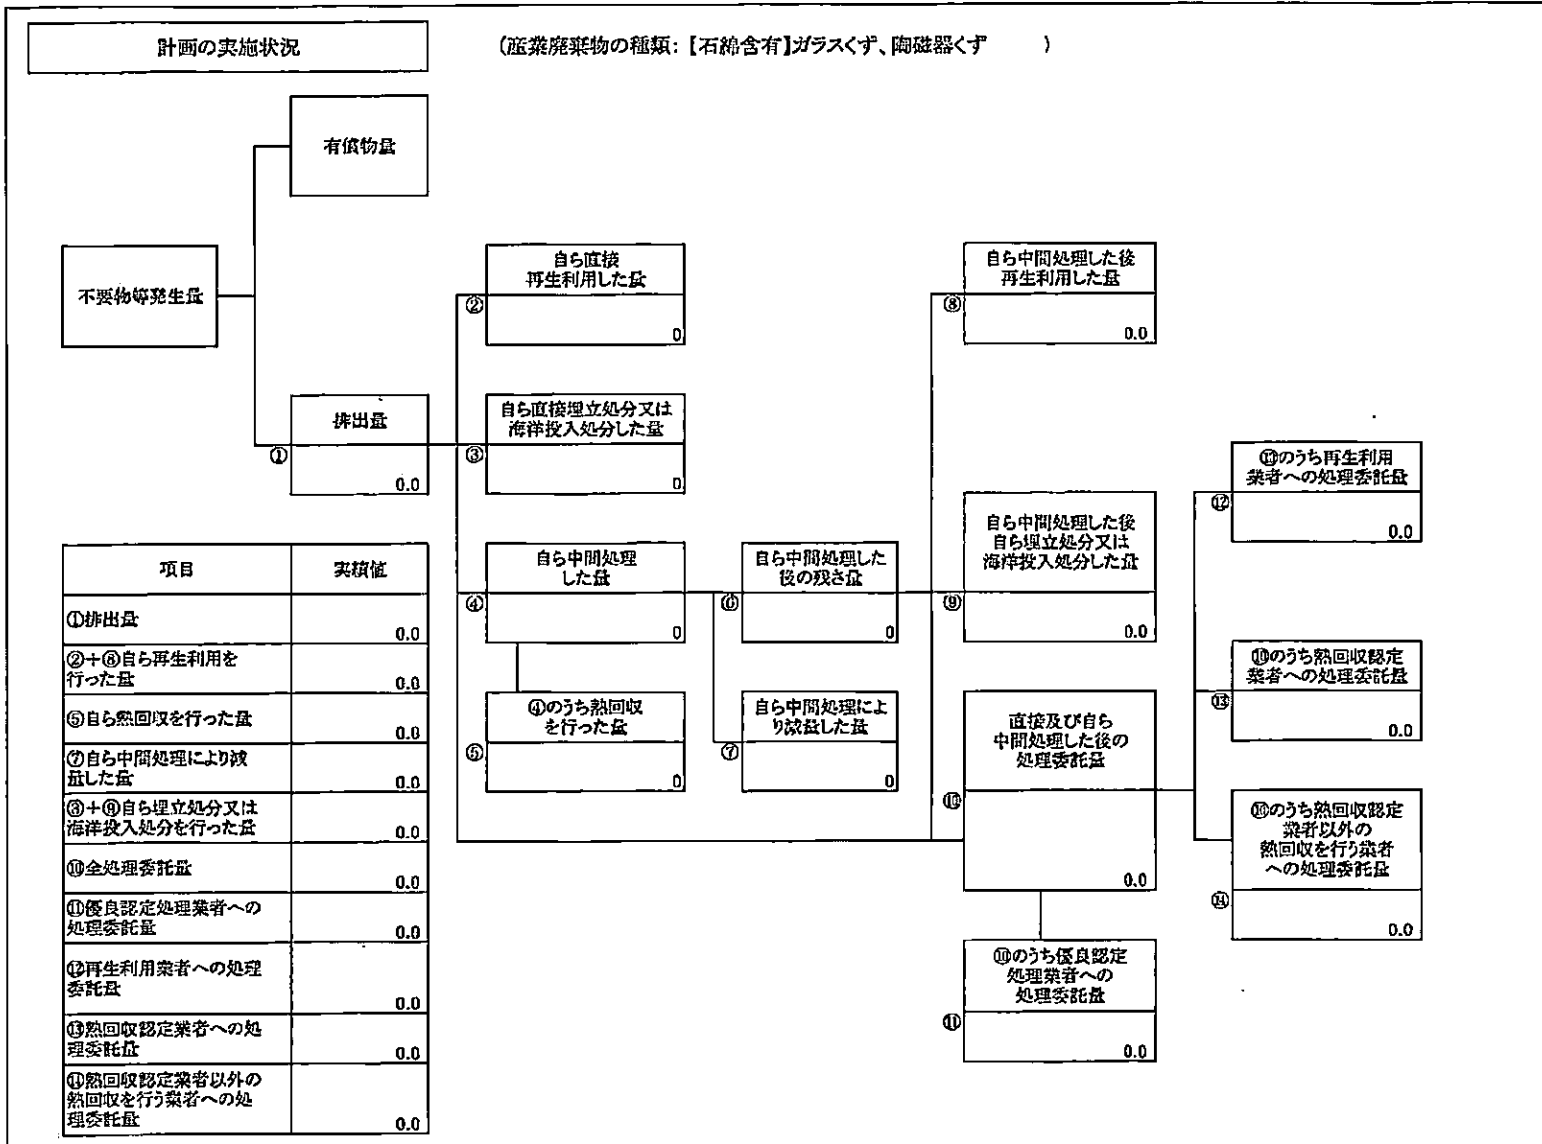 計画の実施状況
(産業廃棄物の種類:【石綿含有】ガラスくず、陶磁器くず )
有償物量
不要物等発生量
排出量
①
0.0
自ら直接
再生利用した量
②
0
自ら直接埋立処分又は
海洋投入処分した量
③
0
自ら中間処理
した量
④
0
④のうち熱回収
を行った量
⑤
0
自ら中間処理した
後の残さ量
⑥
0
自ら中間処理によ
り減量した量
⑦
0
自ら中間処理した後
再生利用した量
⑧
0.0
自ら中間処理した後
自ら埋立処分又は
海洋投入処分した量
⑨
0.0
直接及び自ら
中間処理した後の
処理委託量
⑩
0.0
⑩のうち優良認定
処理業者への
処理委託量
⑪
0.0
⑩のうち再生利用
業者への処理委託量
⑫
0.0
⑩のうち熱回収認定
業者への処理委託量
⑬
0.0
⑩のうち熱回収認定
業者以外の
熱回収を行う業者
への処理委託量
⑭
0.0
項目 実績値
①排出量
0.0
②+⑧自ら再生利用を
行った量
0.0
⑤自ら熱回収を行った量
0.0
⑦自ら中間処理により減
量した量
0.0
③+⑨自ら埋立処分又は
海洋投入処分を行った量
0.0
⑩全処理委託量
0.0
⑪優良認定処理業者への
処理委託量
0.0
⑫再生利用業者への処理
委託量
0.0
⑬熱回収認定業者への処
理委託量
0.0
⑭熱回収認定業者以外の
熱回収を行う業者への処
理委託量
0.0